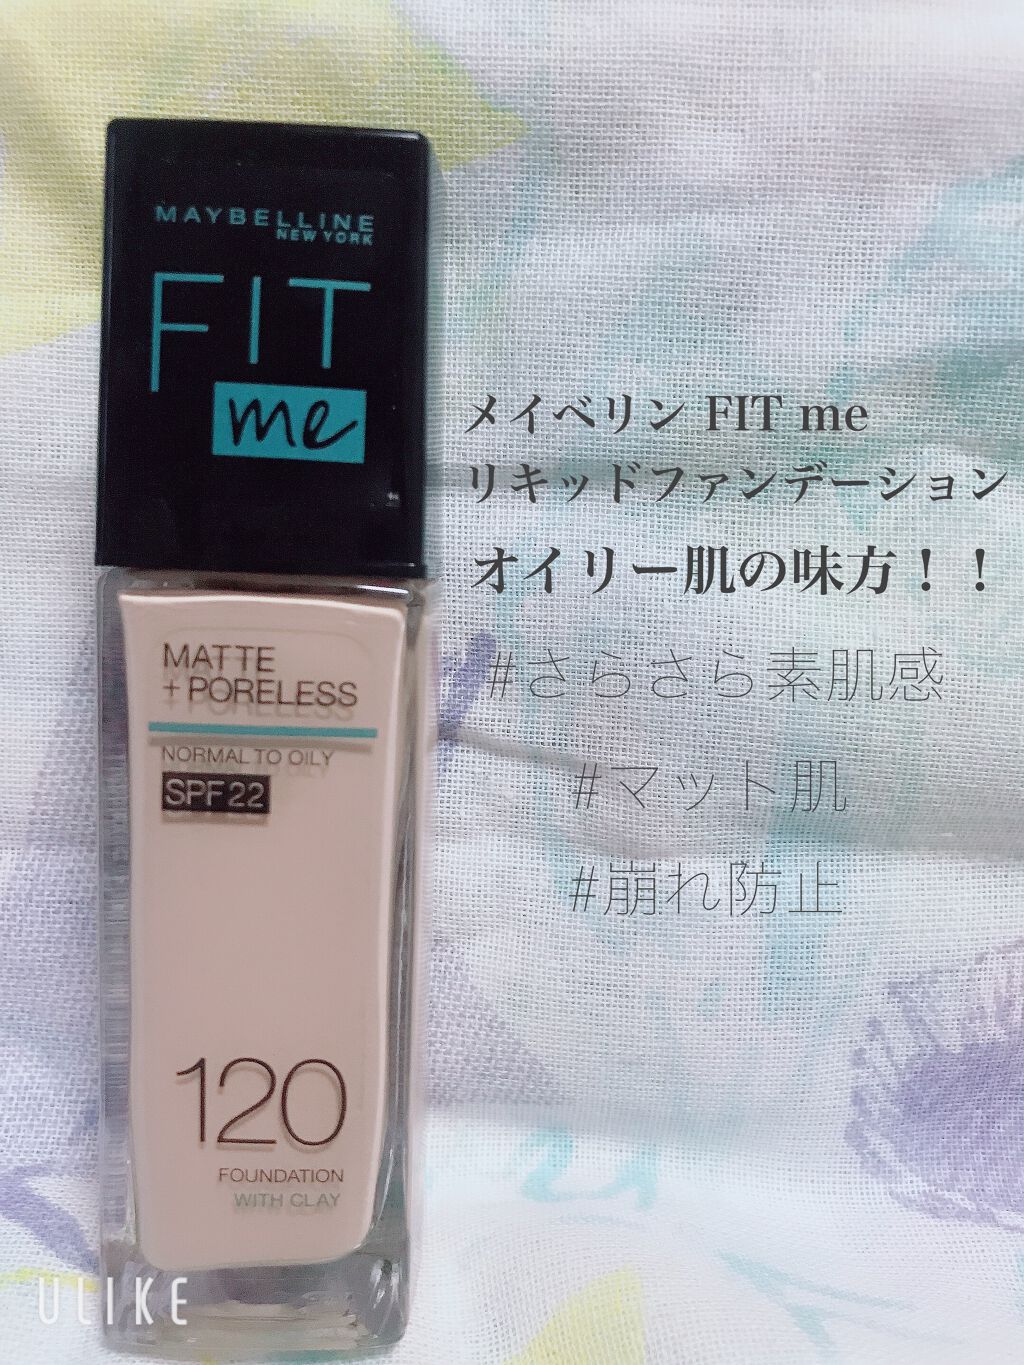 MAYBELLINE
NEW YORK
FIT
me
メイベリン FIT me
リキッドファンデーション
オイリー肌の味方！！
#さらさら素肌感
#マット肌
#崩れ防止
MATTE
+ PORELESS
NORMAL TO OILY
SPF 22
120
FOUNDATION
WITH CLAY
ULIKE